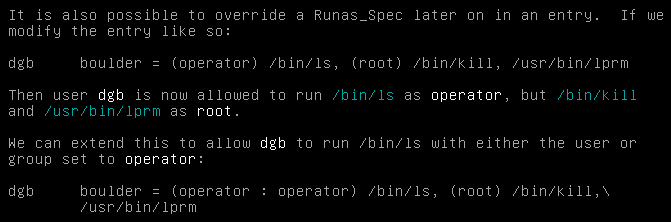 It is also possible to override a Runas_Spec later on in an entry.  If we
modify the entry like so:
dgb     boulder = (operator) /bin/ls, (root) /bin/kill, /usr/bin/lprm
Then user dgb is now allowed to run /bin/ls as operator, but /bin/kill
and /usr/bin/lprm as root.
We can extend this to allow dgb to run /bin/ls with either the user or
group set to operator:
dgb     boulder = (operator : operator) /bin/ls, (root) /bin/kill,\
        /usr/bin/lprm